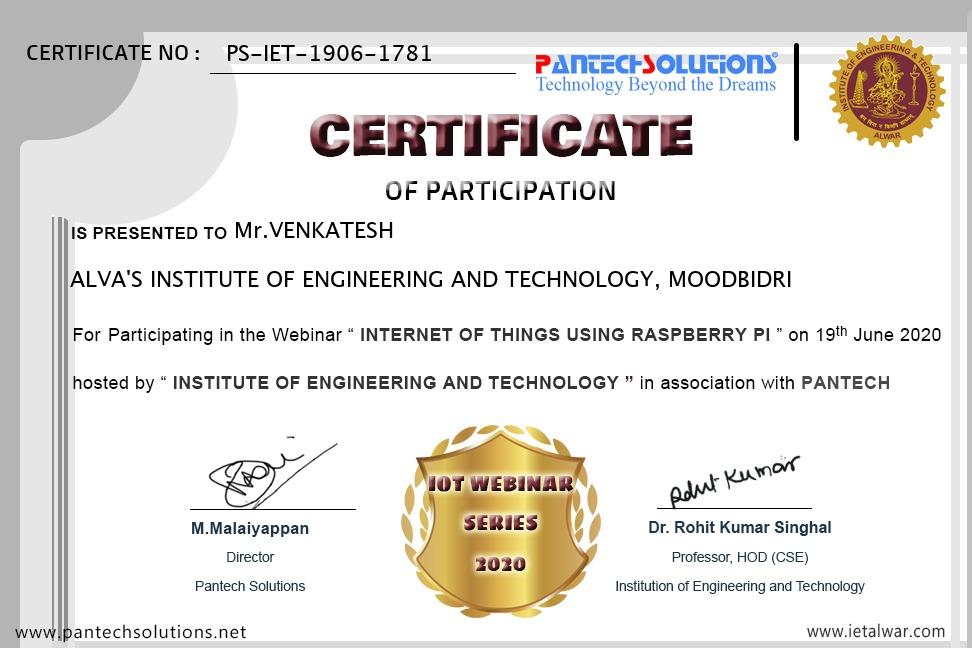 CERTIFICATE NO : PS-IET-1906-1781
PANTECHSOLUTIONS
Technology Beyond the Dreams
INSTITUTE OF ENGINEERING & TECHNOLOGY
ALWAR
CERTIFICATE
OF PARTICIPATION
IS PRESENTED TO Mr.VENKATESH
ALVA'S INSTITUTE OF ENGINEERING AND TECHNOLOGY, MOODBIDRI
For Participating in the Webinar “ INTERNET OF THINGS USING RASPBERRY PI ” on 19th June 2020
hosted by “ INSTITUTE OF ENGINEERING AND TECHNOLOGY ” in association with PANTECH
IOT WEBINAR
SERIES
2020
Rohit Kumar
M.Malaiyappan
Director
Pantech Solutions
Dr. Rohit Kumar Singhal
Professor, HOD (CSE)
Institution of Engineering and Technology
www.pantechsolutions.net
www.ietalwar.com